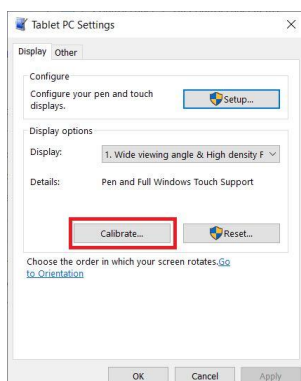 Tablet PC Settings
Display Other
Configure
Configure your pen and touch
displays.
Setup...
Display options
Display: 1. Wide viewing angle & High density F
Details: Pen and Full Windows Touch Support
Calibrate... Reset...
Choose the order in which your screen rotates.Go
to Orientation
OK Cancel Apply